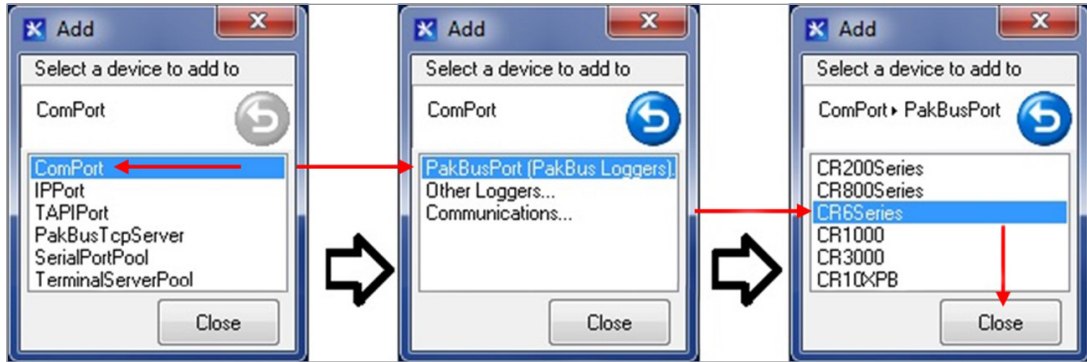 Add
Select a device to add to
ComPort
ComPort
IPPort
TAPIPort
PakBusTcpServer
SerialPortPool
TerminalServerPool
Close
Add
Select a device to add to
ComPort
PakBusPort (PakBus Loggers)
Other Loggers...
Communications...
Close
Add
Select a device to add to
ComPort ▸ PakBusPort
CR200Series
CR800Series
CR6Series
CR1000
CR3000
CR10XPB
Close